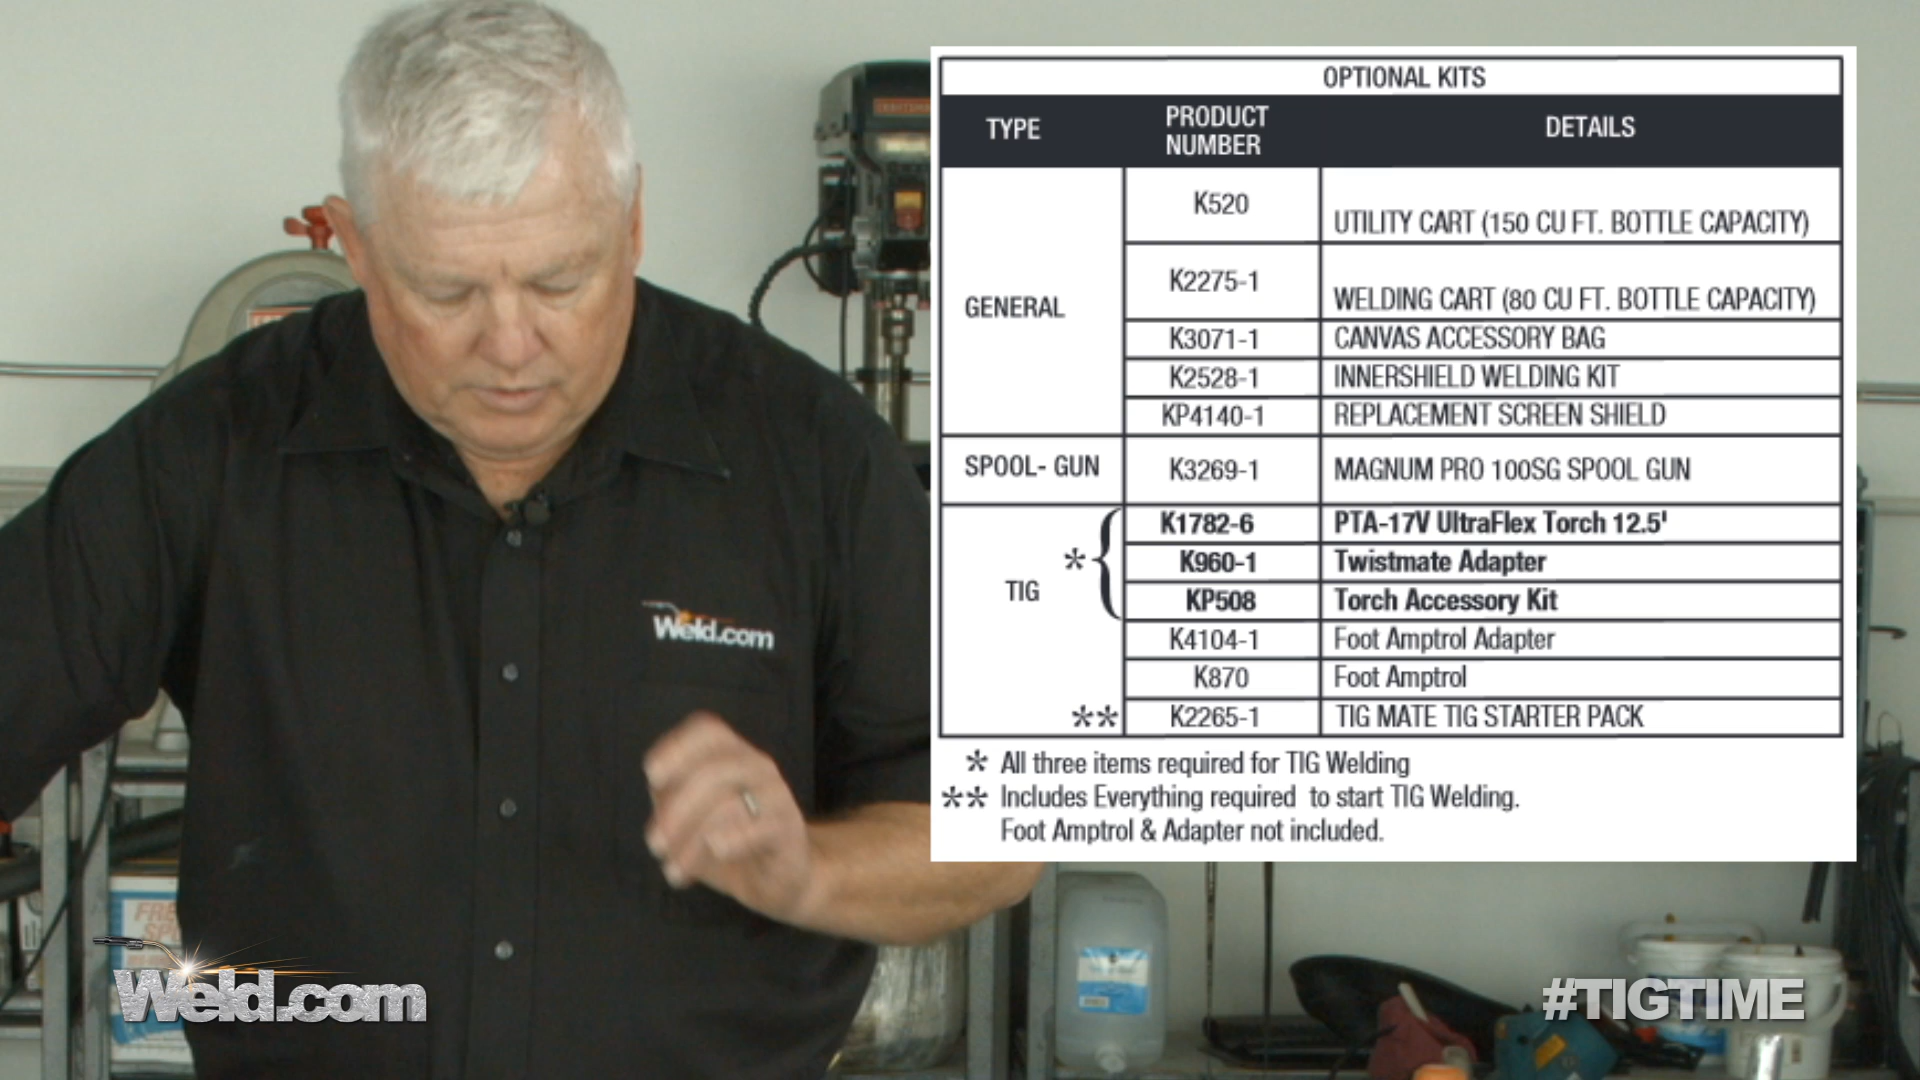 OPTIONAL KITS
TYPE
PRODUCT
NUMBER
DETAILS
GENERAL
K520
UTILITY CART (150 CU FT. BOTTLE CAPACITY)
K2275-1
WELDING CART (80 CU FT. BOTTLE CAPACITY)
K3071-1
CANVAS ACCESSORY BAG
K2528-1
INNERSHIELD WELDING KIT
KP4140-1
REPLACEMENT SCREEN SHIELD
SPOOL- GUN
K3269-1
MAGNUM PRO 100SG SPOOL GUN
TIG
*
K1782-6
PTA-17V UltraFlex Torch 12.5'
K960-1
Twistmate Adapter
KP508
Torch Accessory Kit
K4104-1
Foot Amptrol Adapter
K870
Foot Amptrol
**
K2265-1
TIG MATE TIG STARTER PACK
* All three items required for TIG Welding
** Includes Everything required to start TIG Welding.
Foot Amptrol & Adapter not included.
Weld.com
Weld.com
#TIGTIME